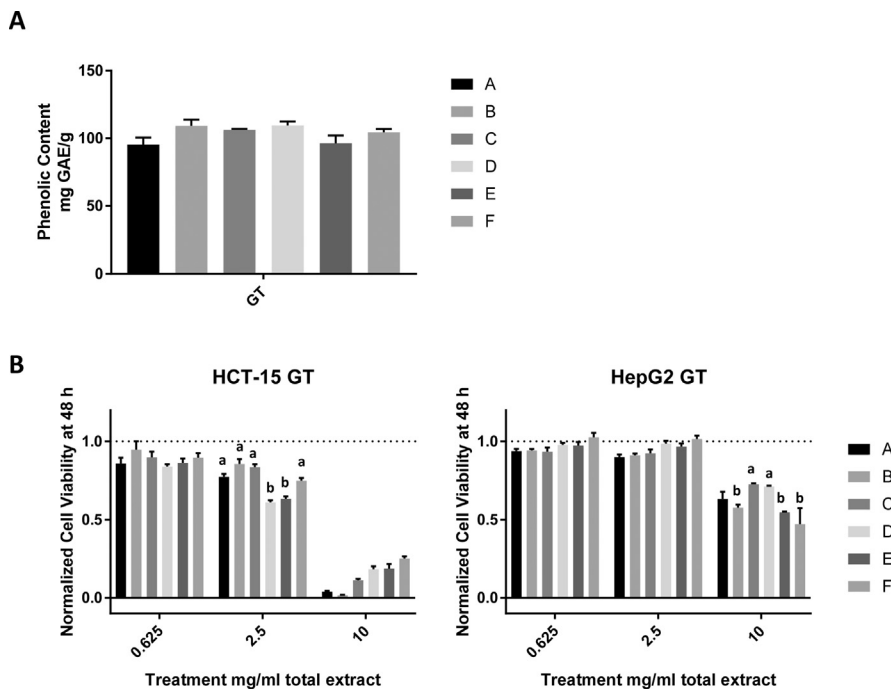 A
Phenolic Content
mg GAE/g
150
100
50
0
GT
A
B
C
D
E
F
B
HCT-15 GT
Normalized Cell Viability at 48 h
1.0
0.5
0.0
a
a
a
b
b
a
0.625
2.5
10
Treatment mg/ml total extract
HepG2 GT
Normalized Cell Viability at 48 h
1.0
0.5
0.0
b
a
a
b
b
0.625
2.5
10
Treatment mg/ml total extract
A
B
C
D
E
F